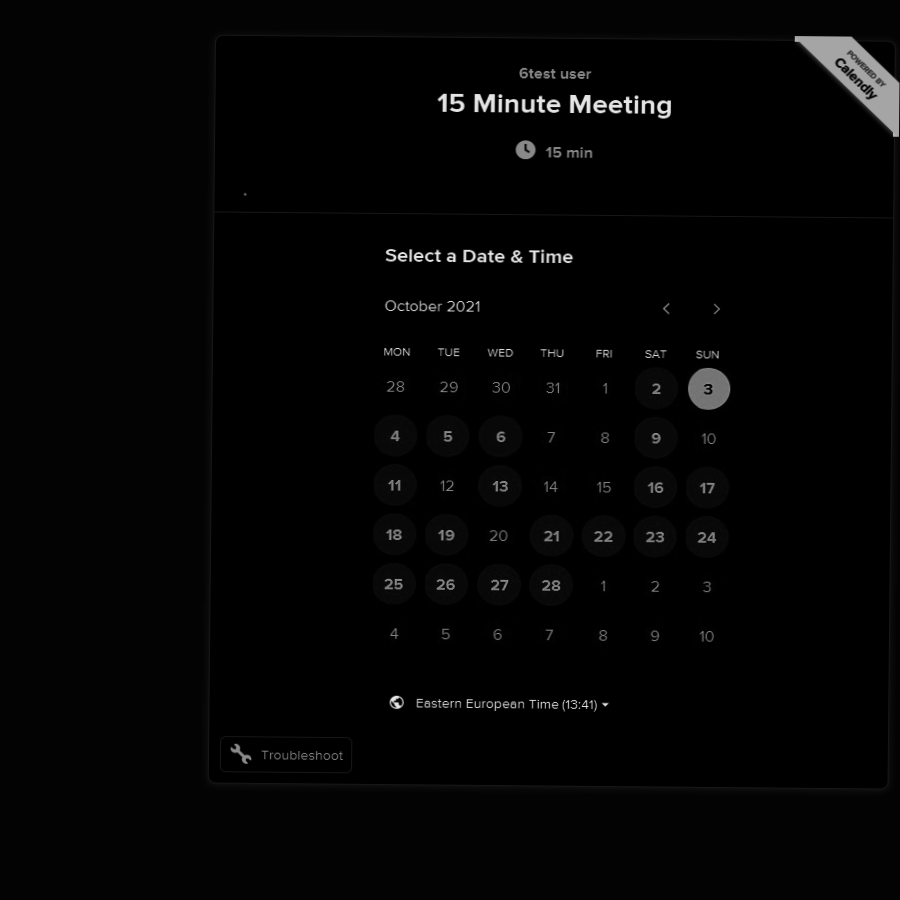 POWERED BY
Calendly
6test user
15 Minute Meeting
15 min
Select a Date & Time
October 2021
MON TUE WED THU FRI SAT SUN
28 29 30 31 1 2 3
4 5 6 7 8 9 10
11 12 13 14 15 16 17
18 19 20 21 22 23 24
25 26 27 28 1 2 3
4 5 6 7 8 9 10
Eastern European Time (13:41)
Troubleshoot